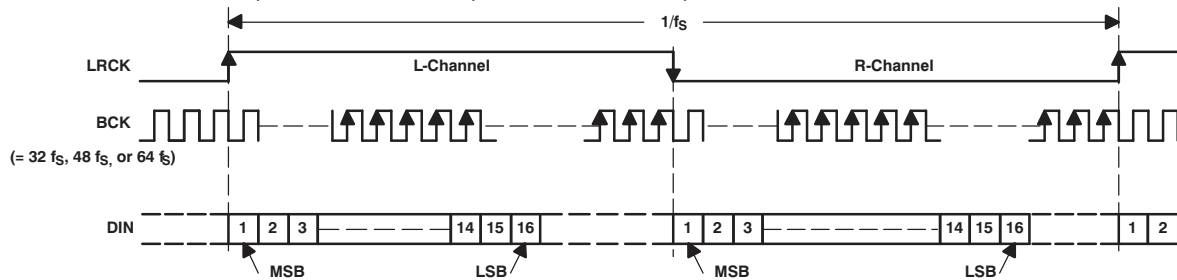 1/fS
LRCK
L-Channel
R-Channel
BCK
(= 32 fS, 48 fS, or 64 fS)
DIN
1 2 3 14 15 16 1 2 3 14 15 16 1 2
MSB LSB MSB LSB